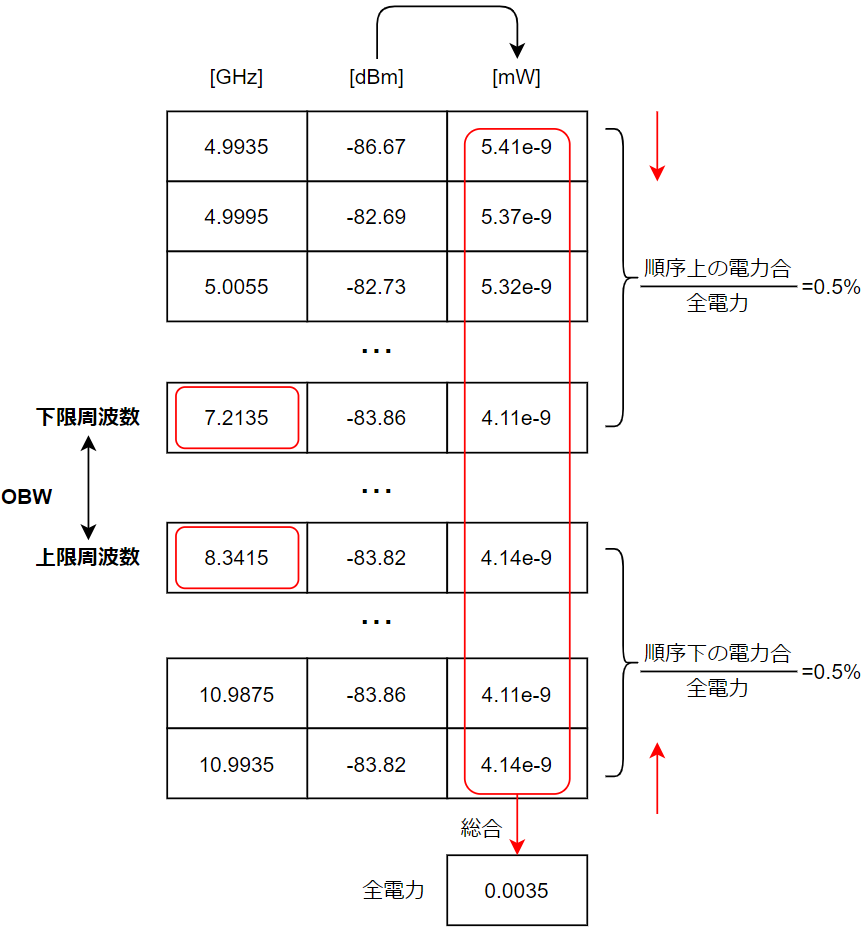 [GHz] [dBm] [mW]
4.9935 -86.67 5.41e-9
4.9995 -82.69 5.37e-9
5.0055 -82.73 5.32e-9
順序上の電力合
全電力
=0.5%
...
下限周波数 7.2135 -83.86 4.11e-9
OBW
...
上限周波数 8.3415 -83.82 4.14e-9
...
順序下の電力合
全電力
=0.5%
10.9875 -83.86 4.11e-9
10.9935 -83.82 4.14e-9
総合
全電力 0.0035